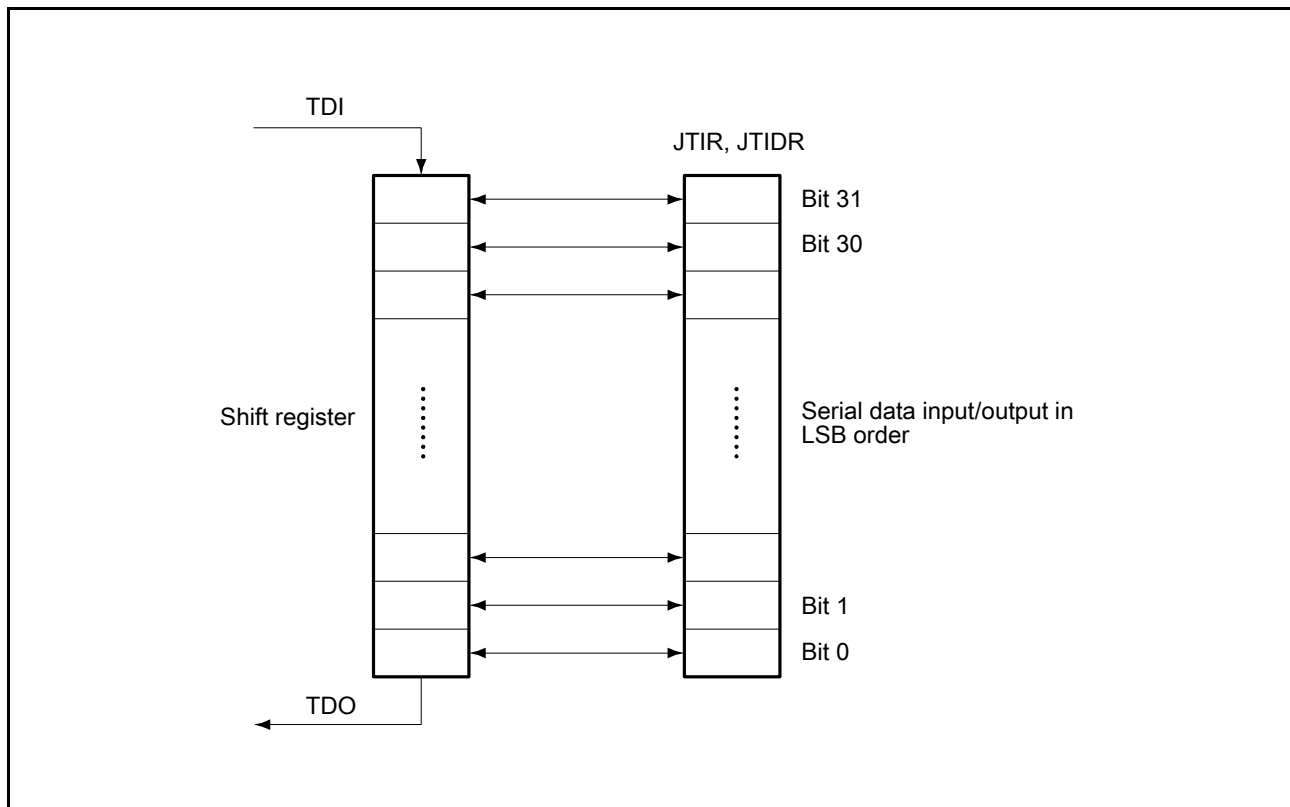 TDI
JTIR, JTIDR
Bit 31
Bit 30
Shift register
Serial data input/output in
LSB order
Bit 1
Bit 0
TDO